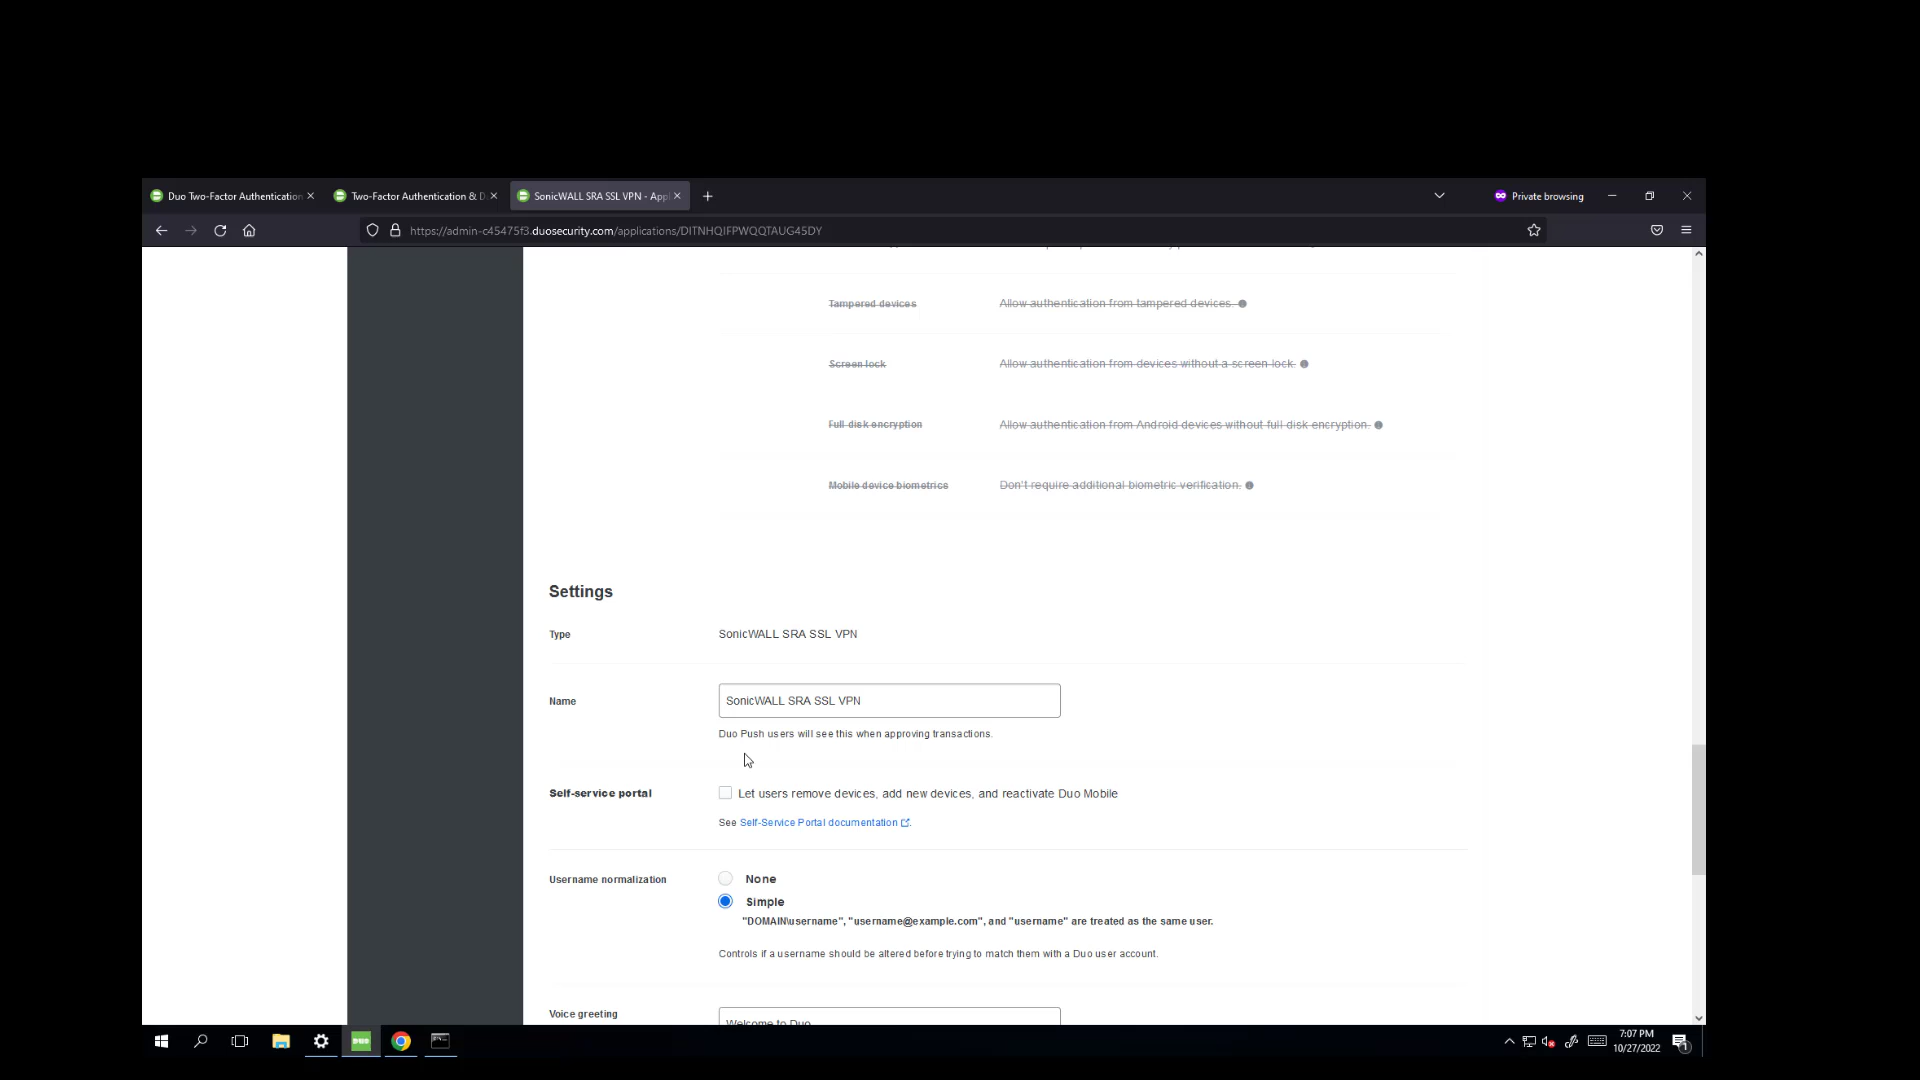 Duo Two-Factor Authentication
Two-Factor Authentication & D
SonicWALL SRA SSL VPN - Appl
Private browsing
https://admin-c45475f3.duosecurity.com/applications/DITNHQIFPWQQTAUG45DY
Tampered devices Allow authentication from tampered devices.
Screen lock Allow authentication from devices without a screen lock.
Full disk encryption Allow authentication from Android devices without full disk encryption.
Mobile device biometrics Don't require additional biometric verification.
Settings
Type SonicWALL SRA SSL VPN
Name SonicWALL SRA SSL VPN
Duo Push users will see this when approving transactions.
Self-service portal Let users remove devices, add new devices, and reactivate Duo Mobile
See Self-Service Portal documentation.
Username normalization None
Simple
"DOMAIN\username", "username@example.com", and "username" are treated as the same user.
Controls if a username should be altered before trying to match them with a Duo user account.
Voice greeting Welcome to Duo
DUO
7:07 PM
10/27/2022
1